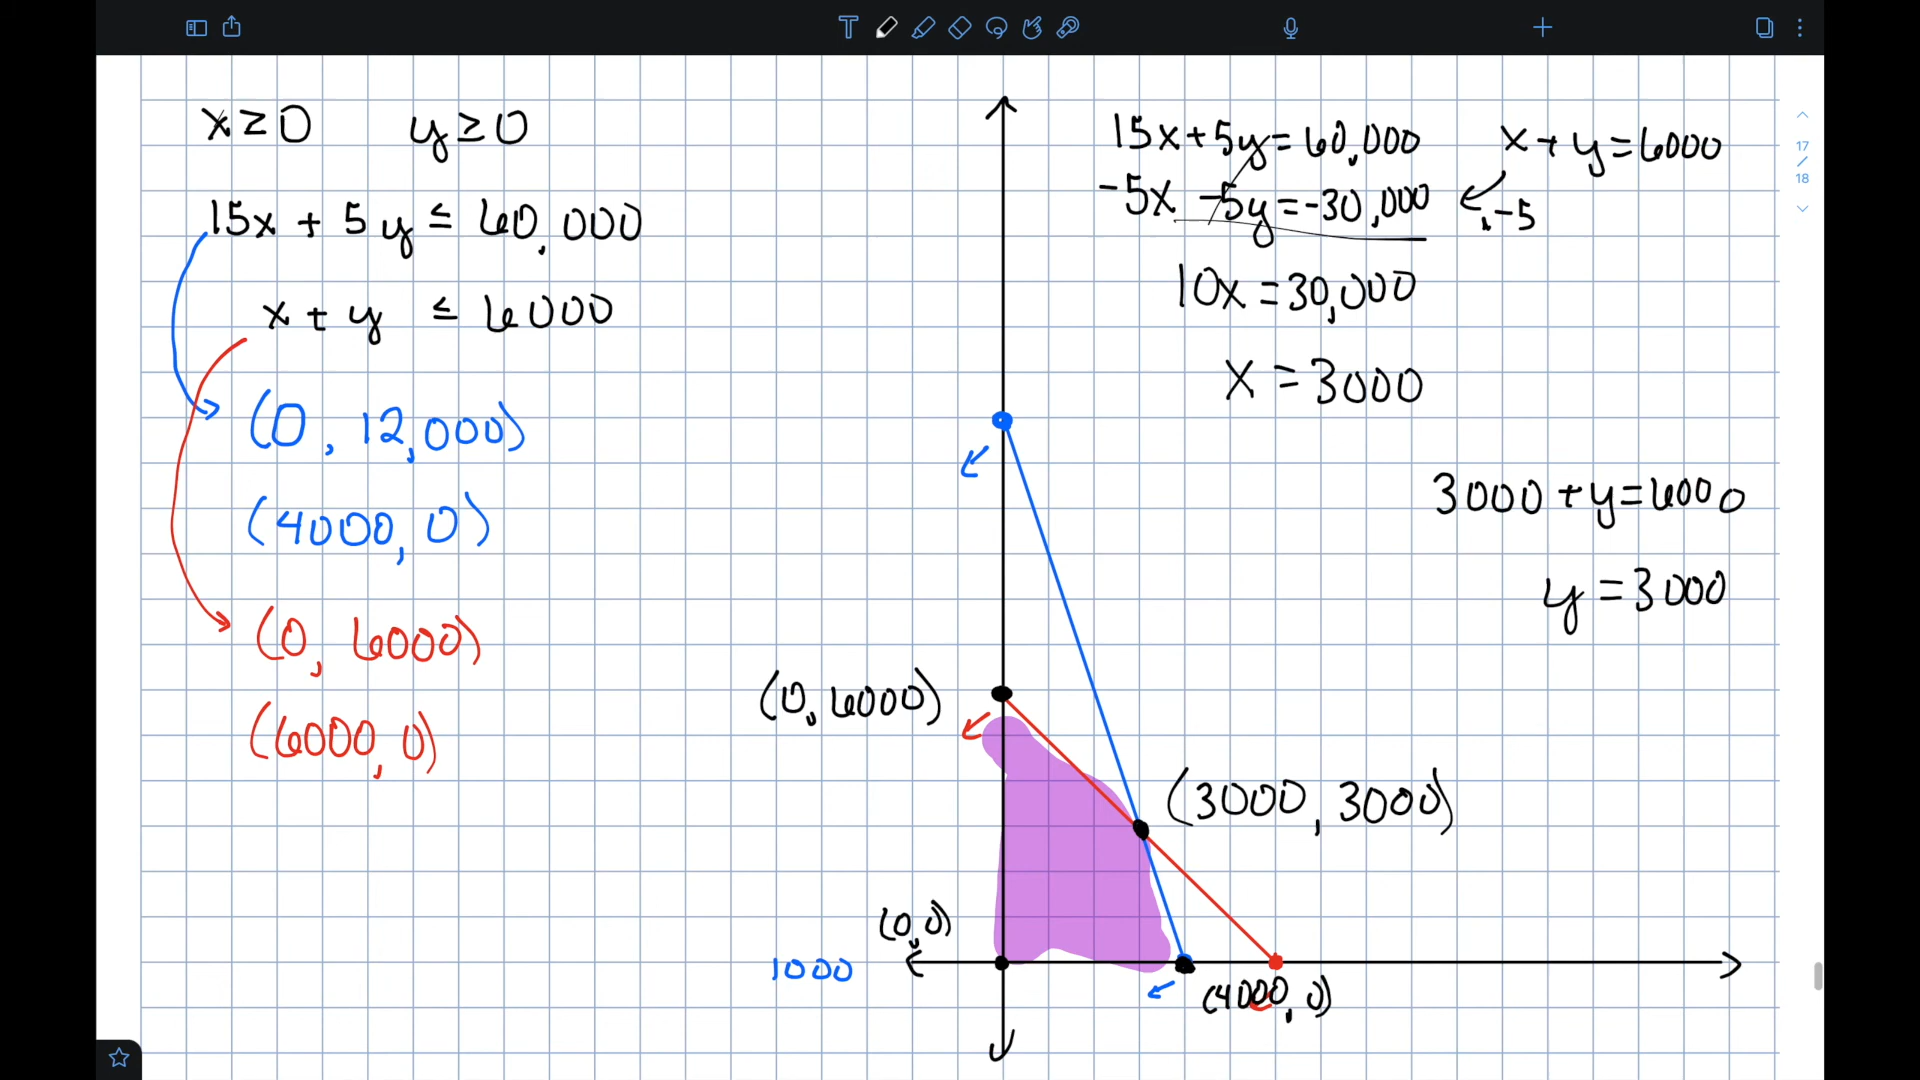 x ≥ 0 y ≥ 0
15x + 5y ≤ 60,000
x + y ≤ 6000
(0, 12,000)
(4000, 0)
(0, 6000)
(6000, 0)
15x + 5y = 60,000
-5x -5y = -30,000
10x = 30,000
x = 3000
x + y = 6000
· -5
3000 + y = 6000
y = 3000
(0, 6000)
(3000, 3000)
(0, 0)
1000
(4000, 0)
17
/
18